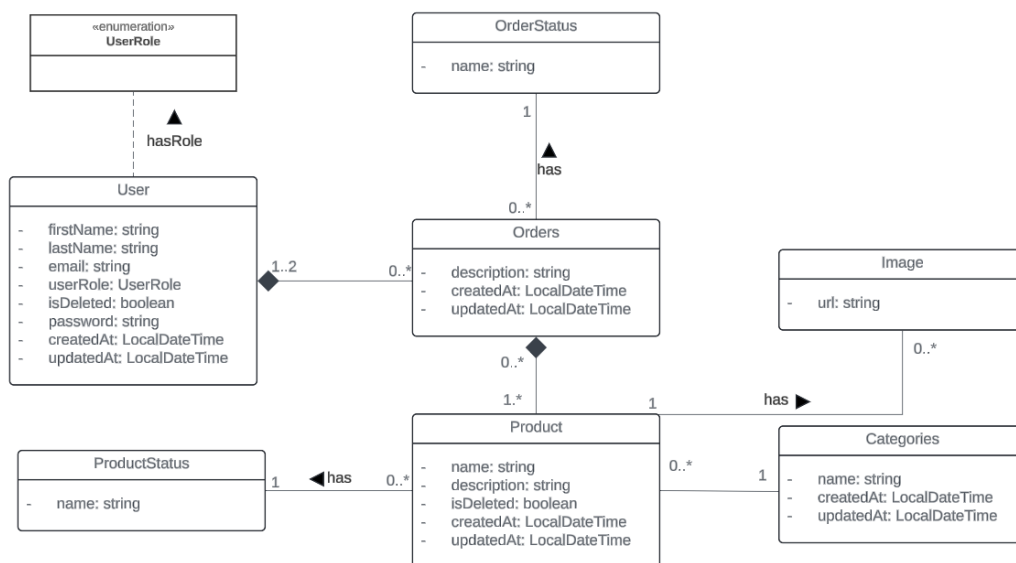 «enumeration»
UserRole
hasRole
User
- firstName: string
- lastName: string
- email: string
- userRole: UserRole
- isDeleted: boolean
- password: string
- createdAt: LocalDateTime
- updatedAt: LocalDateTime
OrderStatus
- name: string
1
has
0..*
1..2
0..*
Orders
- description: string
- createdAt: LocalDateTime
- updatedAt: LocalDateTime
0..*
1.*
Image
- url: string
0..*
1
has
Product
- name: string
- description: string
- isDeleted: boolean
- createdAt: LocalDateTime
- updatedAt: LocalDateTime
ProductStatus
- name: string
1
has
0..*
0..*
1
Categories
- name: string
- createdAt: LocalDateTime
- updatedAt: LocalDateTime